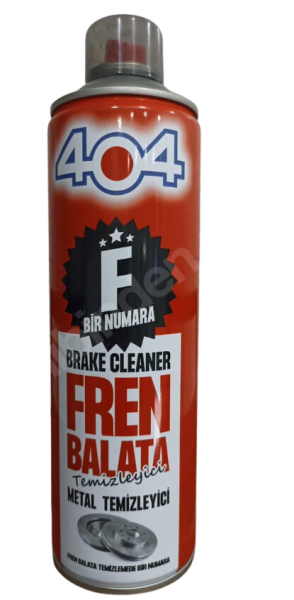 404
F
BİR NUMARA
BRAKE CLEANER
FREN
BALATA
Temizleyici
METAL TEMİZLEYİCİ
FREN BALATA TEMİZLEMEDE BİR NUMARA